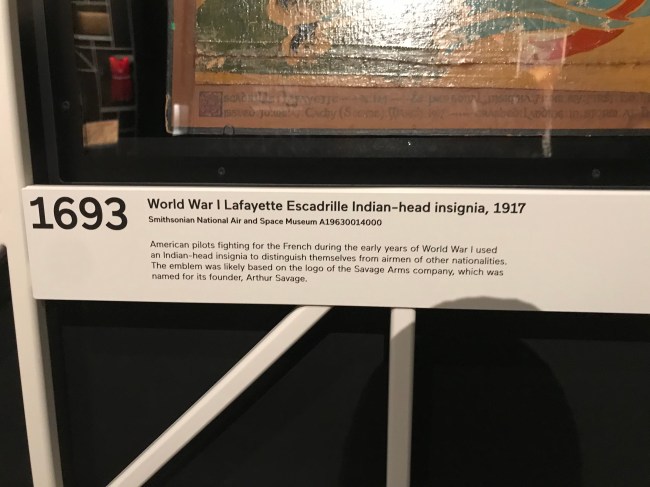 1693
World War I Lafayette Escadrille Indian-head insignia, 1917
Smithsonian National Air and Space Museum A19630014000
American pilots fighting for the French during the early years of World War I used
an Indian-head insignia to distinguish themselves from airmen of other nationalities.
The emblem was likely based on the logo of the Savage Arms company, which was
named for its founder, Arthur Savage.